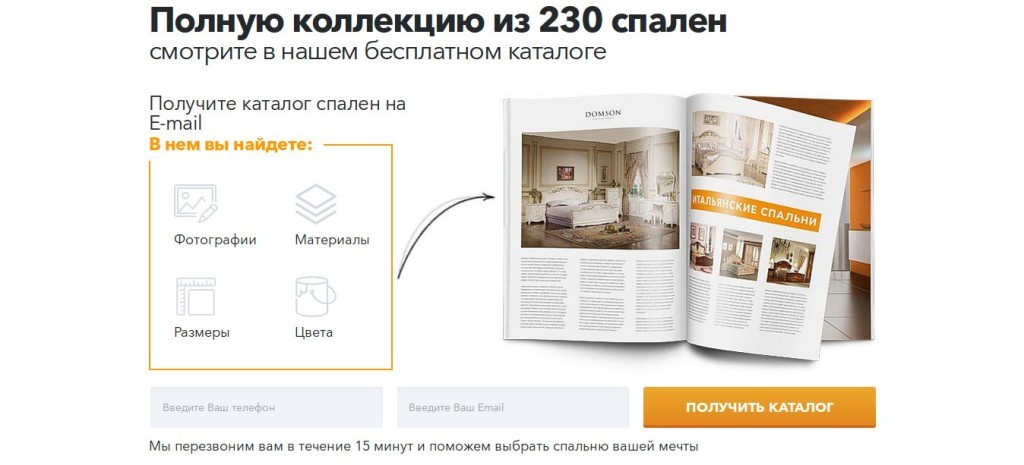 Полную коллекцию из 230 спален
смотрите в нашем бесплатном каталоге
Получите каталог спален на
E-mail
В нем вы найдете:
Фотографии
Материалы
Размеры
Цвета
DOMSON
ИТАЛЬЯНСКИЕ СПАЛЬНИ
Введите Ваш телефон
Введите Ваш Email
ПОЛУЧИТЬ КАТАЛОГ
Мы перезвоним вам в течение 15 минут и поможем выбрать спальню вашей мечты